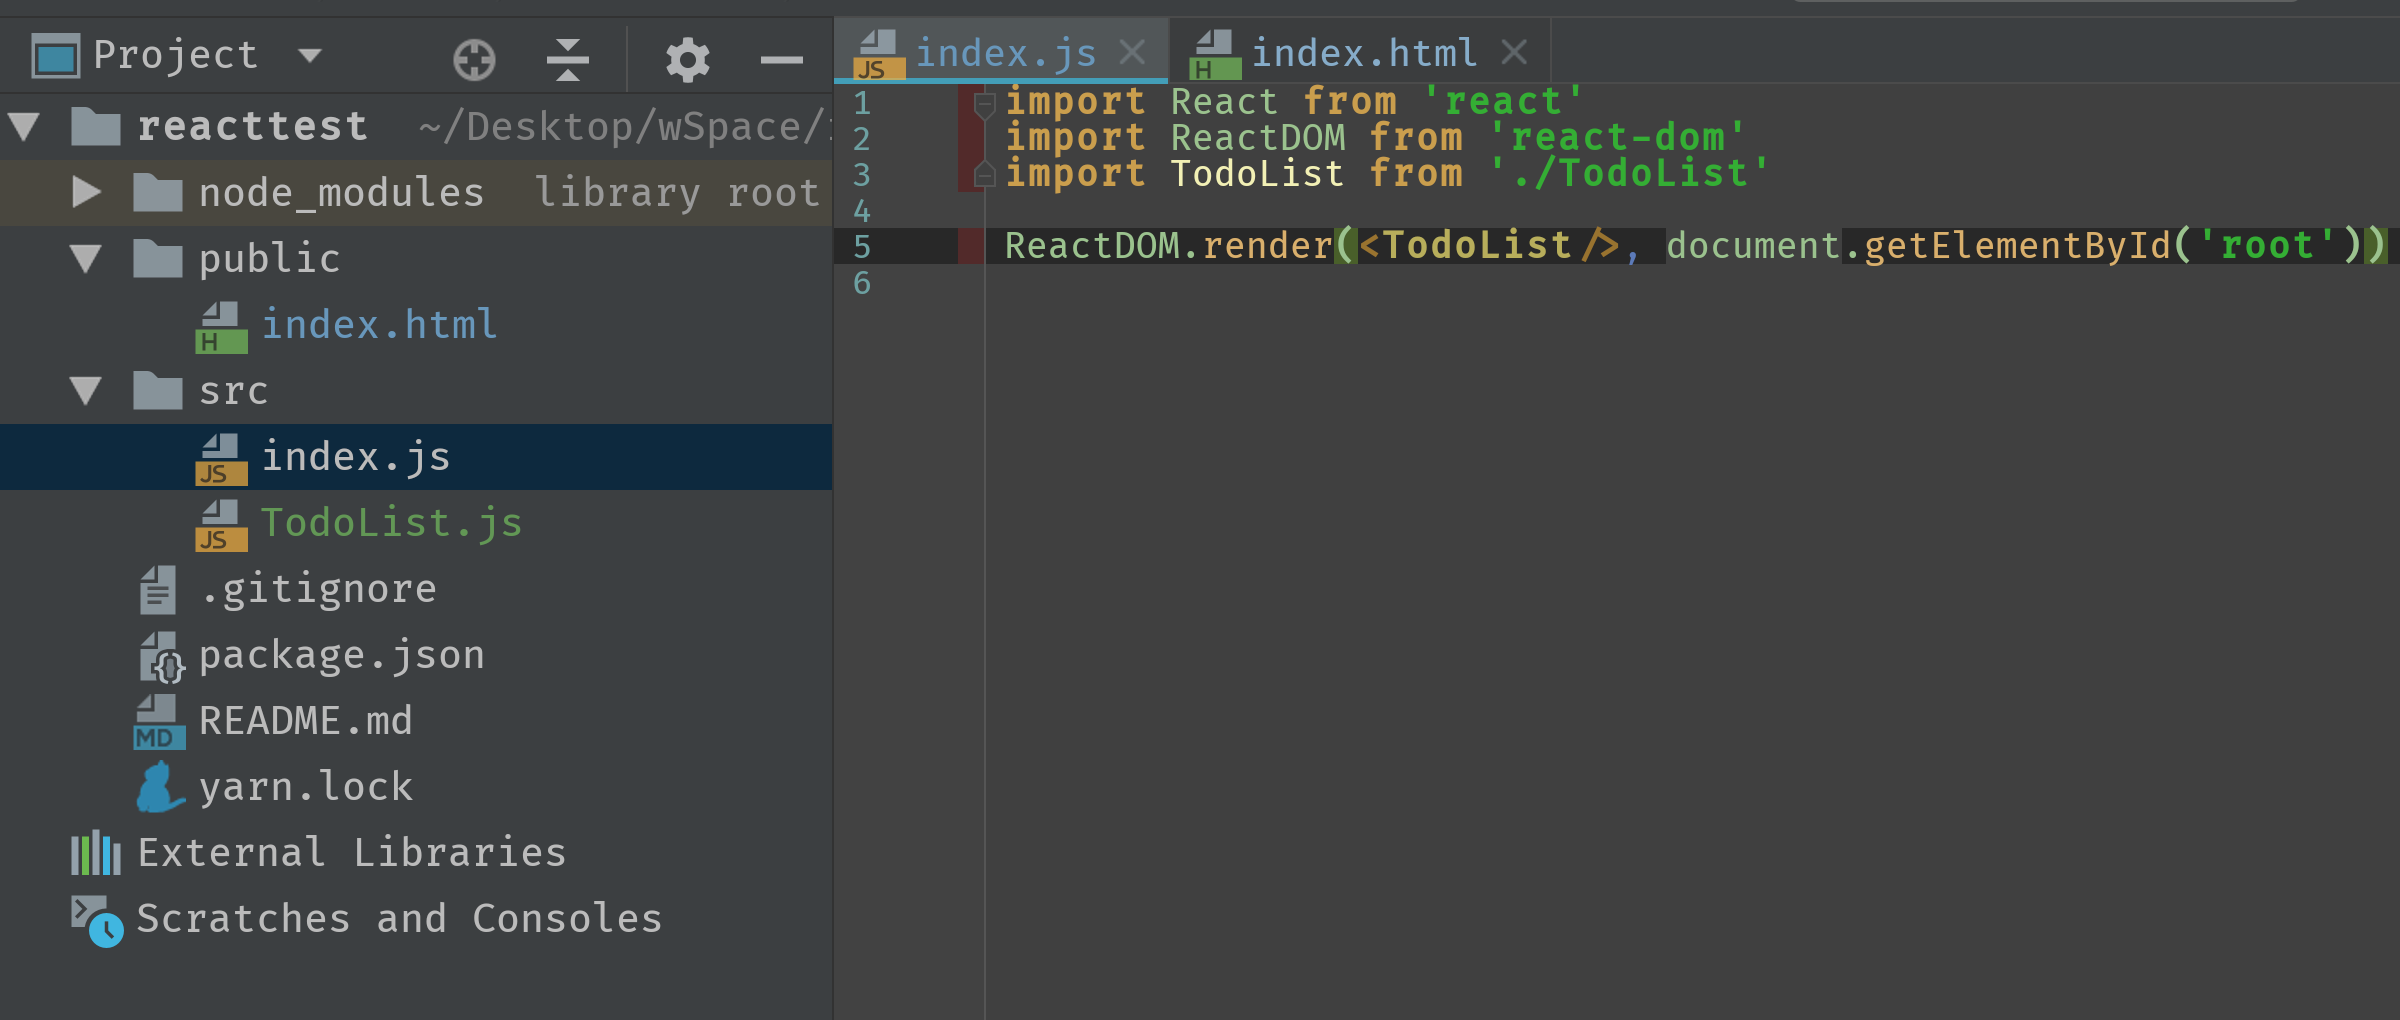 Project
reacttest ~/Desktop/wSpace/
node_modules library root
public
index.html
src
index.js
TodoList.js
.gitignore
package.json
README.md
yarn.lock
External Libraries
Scratches and Consoles
JS index.js
H index.html
1 import React from 'react'
2 import ReactDOM from 'react-dom'
3 import TodoList from './TodoList'
4
5 ReactDOM.render(<TodoList/>, document.getElementById('root'))
6
H
JS
JS
MD